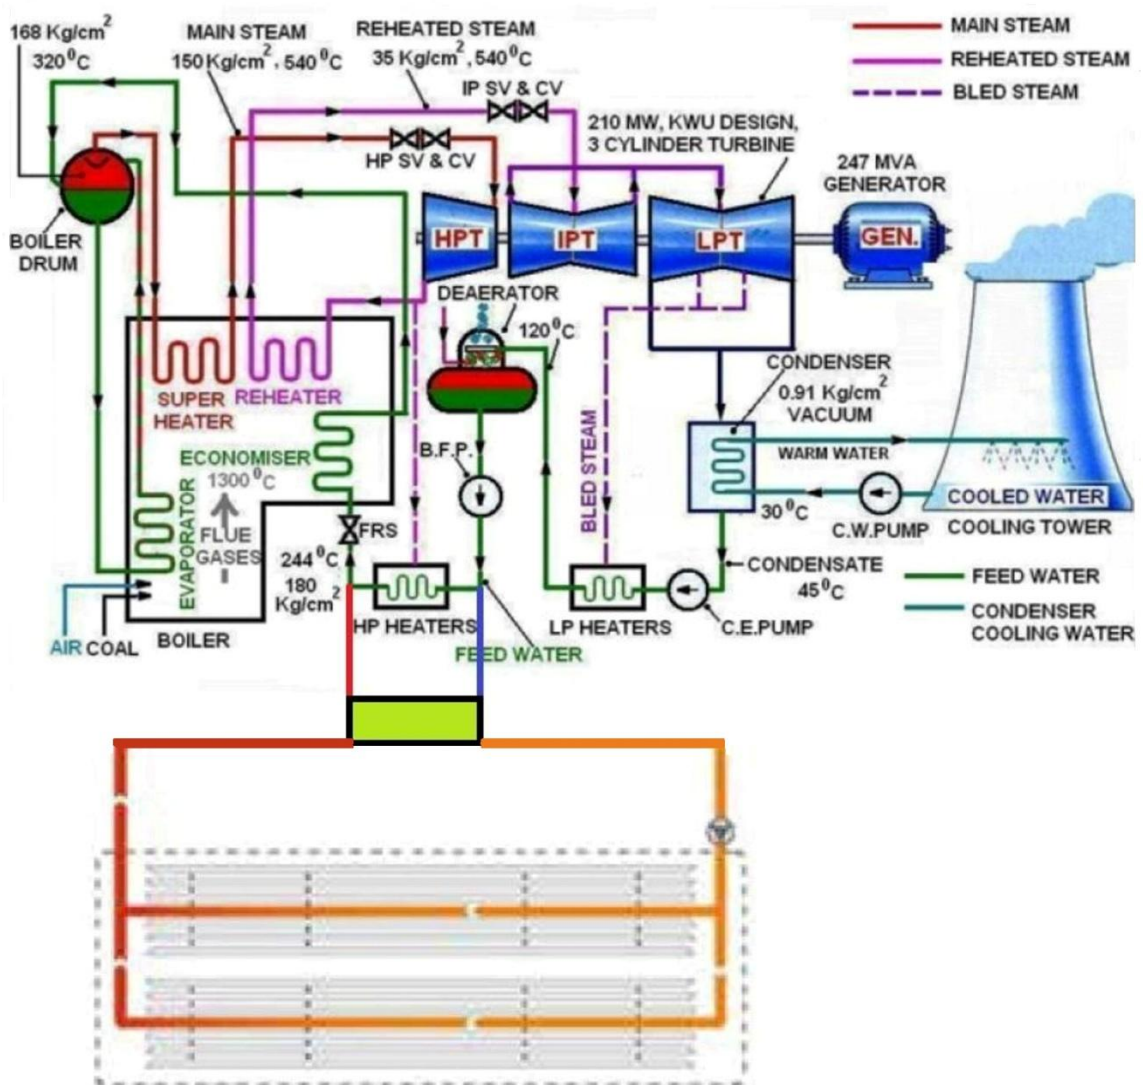 168 Kg/cm²
320⁰C
MAIN STEAM
150 Kg/cm², 540⁰C
REHEATED STEAM
35 Kg/cm², 540⁰C
IP SV & CV
HP SV & CV
MAIN STEAM
REHEATED STEAM
BLED STEAM
210 MW, KWU DESIGN,
3 CYLINDER TURBINE
247 MVA
GENERATOR
BOILER
DRUM
HPT
IPT
LPT
GEN.
DEAERATOR
120⁰C
SUPER
HEATER
REHEATER
CONDENSER
0.91 Kg/cm²
VACUUM
WARM WATER
ECONOMISER
1300⁰C
FLUE
GASES
EVAPORATOR
B.F.P.
BLED STEAM
30⁰C
C.W.PUMP
COOLED WATER
COOLING TOWER
FRS
244⁰C
180
Kg/cm²
CONDENSATE
45⁰C
FEED WATER
CONDENSER
COOLING WATER
AIR
COAL
BOILER
HP HEATERS
LP HEATERS
C.E.PUMP
FEED WATER